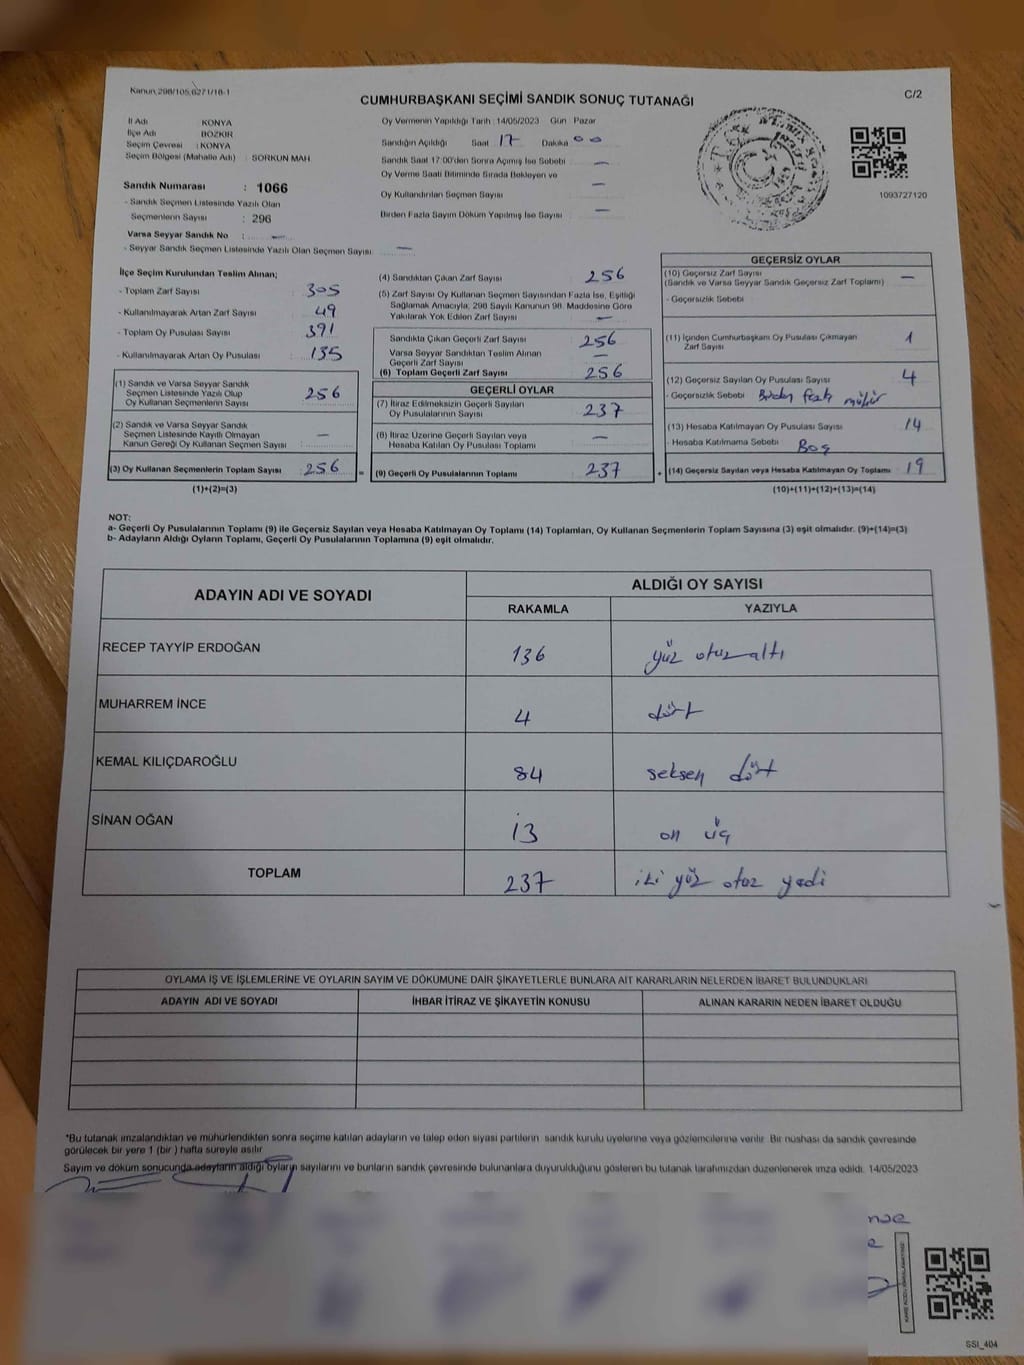 Kanun 298/105,6271/16-1
CUMHURBAŞKANI SEÇİMİ SANDIK SONUÇ TUTANAĞI
C/2
İl Adı KONYA
İlçe Adı BOZKIR
Seçim Çevresi : KONYA
Seçim Bölgesi (Mahalle Adı) : SORKUN MAH.
Sandık Numarası : 1066
- Sandık Seçmen Listesinde Yazılı Olan
Seçmenlerin Sayısı : 296
Varsa Seyyar Sandık No : —
- Seyyar Sandık Seçmen Listesinde Yazılı Olan Seçmen Sayısı —
Oy Vermenin Yapıldığı Tarih : 14/05/2023 Gün : Pazar
Sandığın Açıldığı Saat 17 Dakika 00
Sandık Saat 17:00'den Sonra Açımış İse Sebebi —
Oy Verme Saati Bitiminde Sırada Bekleyen ve
Oy Kullandırılan Seçmen Sayısı —
Birden Fazla Sayım Döküm Yapılmış İse Sayısı —
1093727120
İlçe Seçim Kurulundan Teslim Alınan;
- Toplam Zarf Sayısı : 305
- Kullanılmayarak Artan Zarf Sayısı : 49
- Toplam Oy Pusulası Sayısı : 391
- Kullanılmayarak Artan Oy Pusulası : 135
(1) Sandık ve Varsa Seyyar Sandık
Seçmen Listesinde Yazılı Olup
Oy Kullanan Seçmenlerin Sayısı : 256
(2) Sandık ve Varsa Seyyar Sandık
Seçmen Listesinde Kayıtlı Olmayan
Kanun Gereği Oy Kullanan Seçmen Sayısı : —
(3) Oy Kullanan Seçmenlerin Toplam Sayısı : 256
(1)+(2)=(3)
(4) Sandıktan Çıkan Zarf Sayısı : 256
(5) Zarf Sayısı Oy Kullanan Seçmen Sayısından Fazla İse, Eşitliği
Sağlamak Amacıyla, 298 Sayılı Kanunun 98. Maddesine Göre
Yakılarak Yok Edilen Zarf Sayısı : —
Sandıkta Çıkan Geçerli Zarf Sayısı : 256
Varsa Seyyar Sandıktan Teslim Alınan
Geçerli Zarf Sayısı : —
(6) Toplam Geçerli Zarf Sayısı : 256
GEÇERLİ OYLAR
(7) İtiraz Edilmeksizin Geçerli Sayılan
Oy Pusulalarının Sayısı : 237
(8) İtiraz Üzerine Geçerli Sayılan veya
Hesaba Katılan Oy Pusulalarının Toplamı : —
= (9) Geçerli Oy Pusulalarının Toplamı : 237
GEÇERSİZ OYLAR
(10) Geçersiz Zarf Sayısı
(Sandık ve Varsa Seyyar Sandık Geçersiz Zarf Toplamı) : —
- Geçersizlik Sebebi
(11) İçinden Cumhurbaşkanı Oy Pusulası Çıkmayan
Zarf Sayısı 1
(12) Geçersiz Sayılan Oy Pusulası Sayısı : 4
- Geçersizlik Sebebi Birden fazla mühür
(13) Hesaba Katılmayan Oy Pusulası Sayısı : 14
- Hesaba Katılmama Sebebi Boş
+ (14) Geçersiz Sayılan veya Hesaba Katılmayan Oy Toplamı : 19
(10)+(11)+(12)+(13)=(14)
NOT:
a- Geçerli Oy Pusulalarının Toplamı (9) ile Geçersiz Sayılan veya Hesaba Katılmayan Oy Toplamı (14) Toplamları, Oy Kullanan Seçmenlerin Toplam Sayısına (3) eşit olmalıdır. (9)+(14)=(3)
b- Adayların Aldığı Oyların Toplamı, Geçerli Oy Pusulalarının Toplamına (9) eşit olmalıdır.
ADAYIN ADI VE SOYADI
ALDIĞI OY SAYISI
RAKAMLA YAZIYLA
RECEP TAYYİP ERDOĞAN 136 yüz otuz altı
MUHARREM İNCE 4 dört
KEMAL KILIÇDAROĞLU 84 seksen dört
SİNAN OĞAN 13 on üç
TOPLAM 237 iki yüz otuz yedi
OYLAMA İŞ VE İŞLEMLERİNE VE OYLARIN SAYIM VE DÖKÜMÜNE DAİR ŞİKAYETLERLE BUNLARA AİT KARARLARIN NELERDEN İBARET BULUNDUKLARI
ADAYIN ADI VE SOYADI İHBAR İTİRAZ VE ŞİKAYETİN KONUSU ALINAN KARARIN NEDEN İBARET OLDUĞU
*Bu tutanak imzalandıktan ve mühürlendikten sonra seçime katılan adayların ve talep eden siyasi partilerin sandık kurulu üyelerine veya gözlemcilerine verilir. Bir nüshası da sandık çevresinde
görülecek bir yere 1 (bir ) hafta süreyle asılır.
Sayım ve döküm sonucunda adayların aldığı oyların sayılarını ve bunların sandık çevresinde bulunanlara duyurulduğunu gösteren bu tutanak tarafımızdan düzenlenerek imza edildi. 14/05/2023
SSI_404